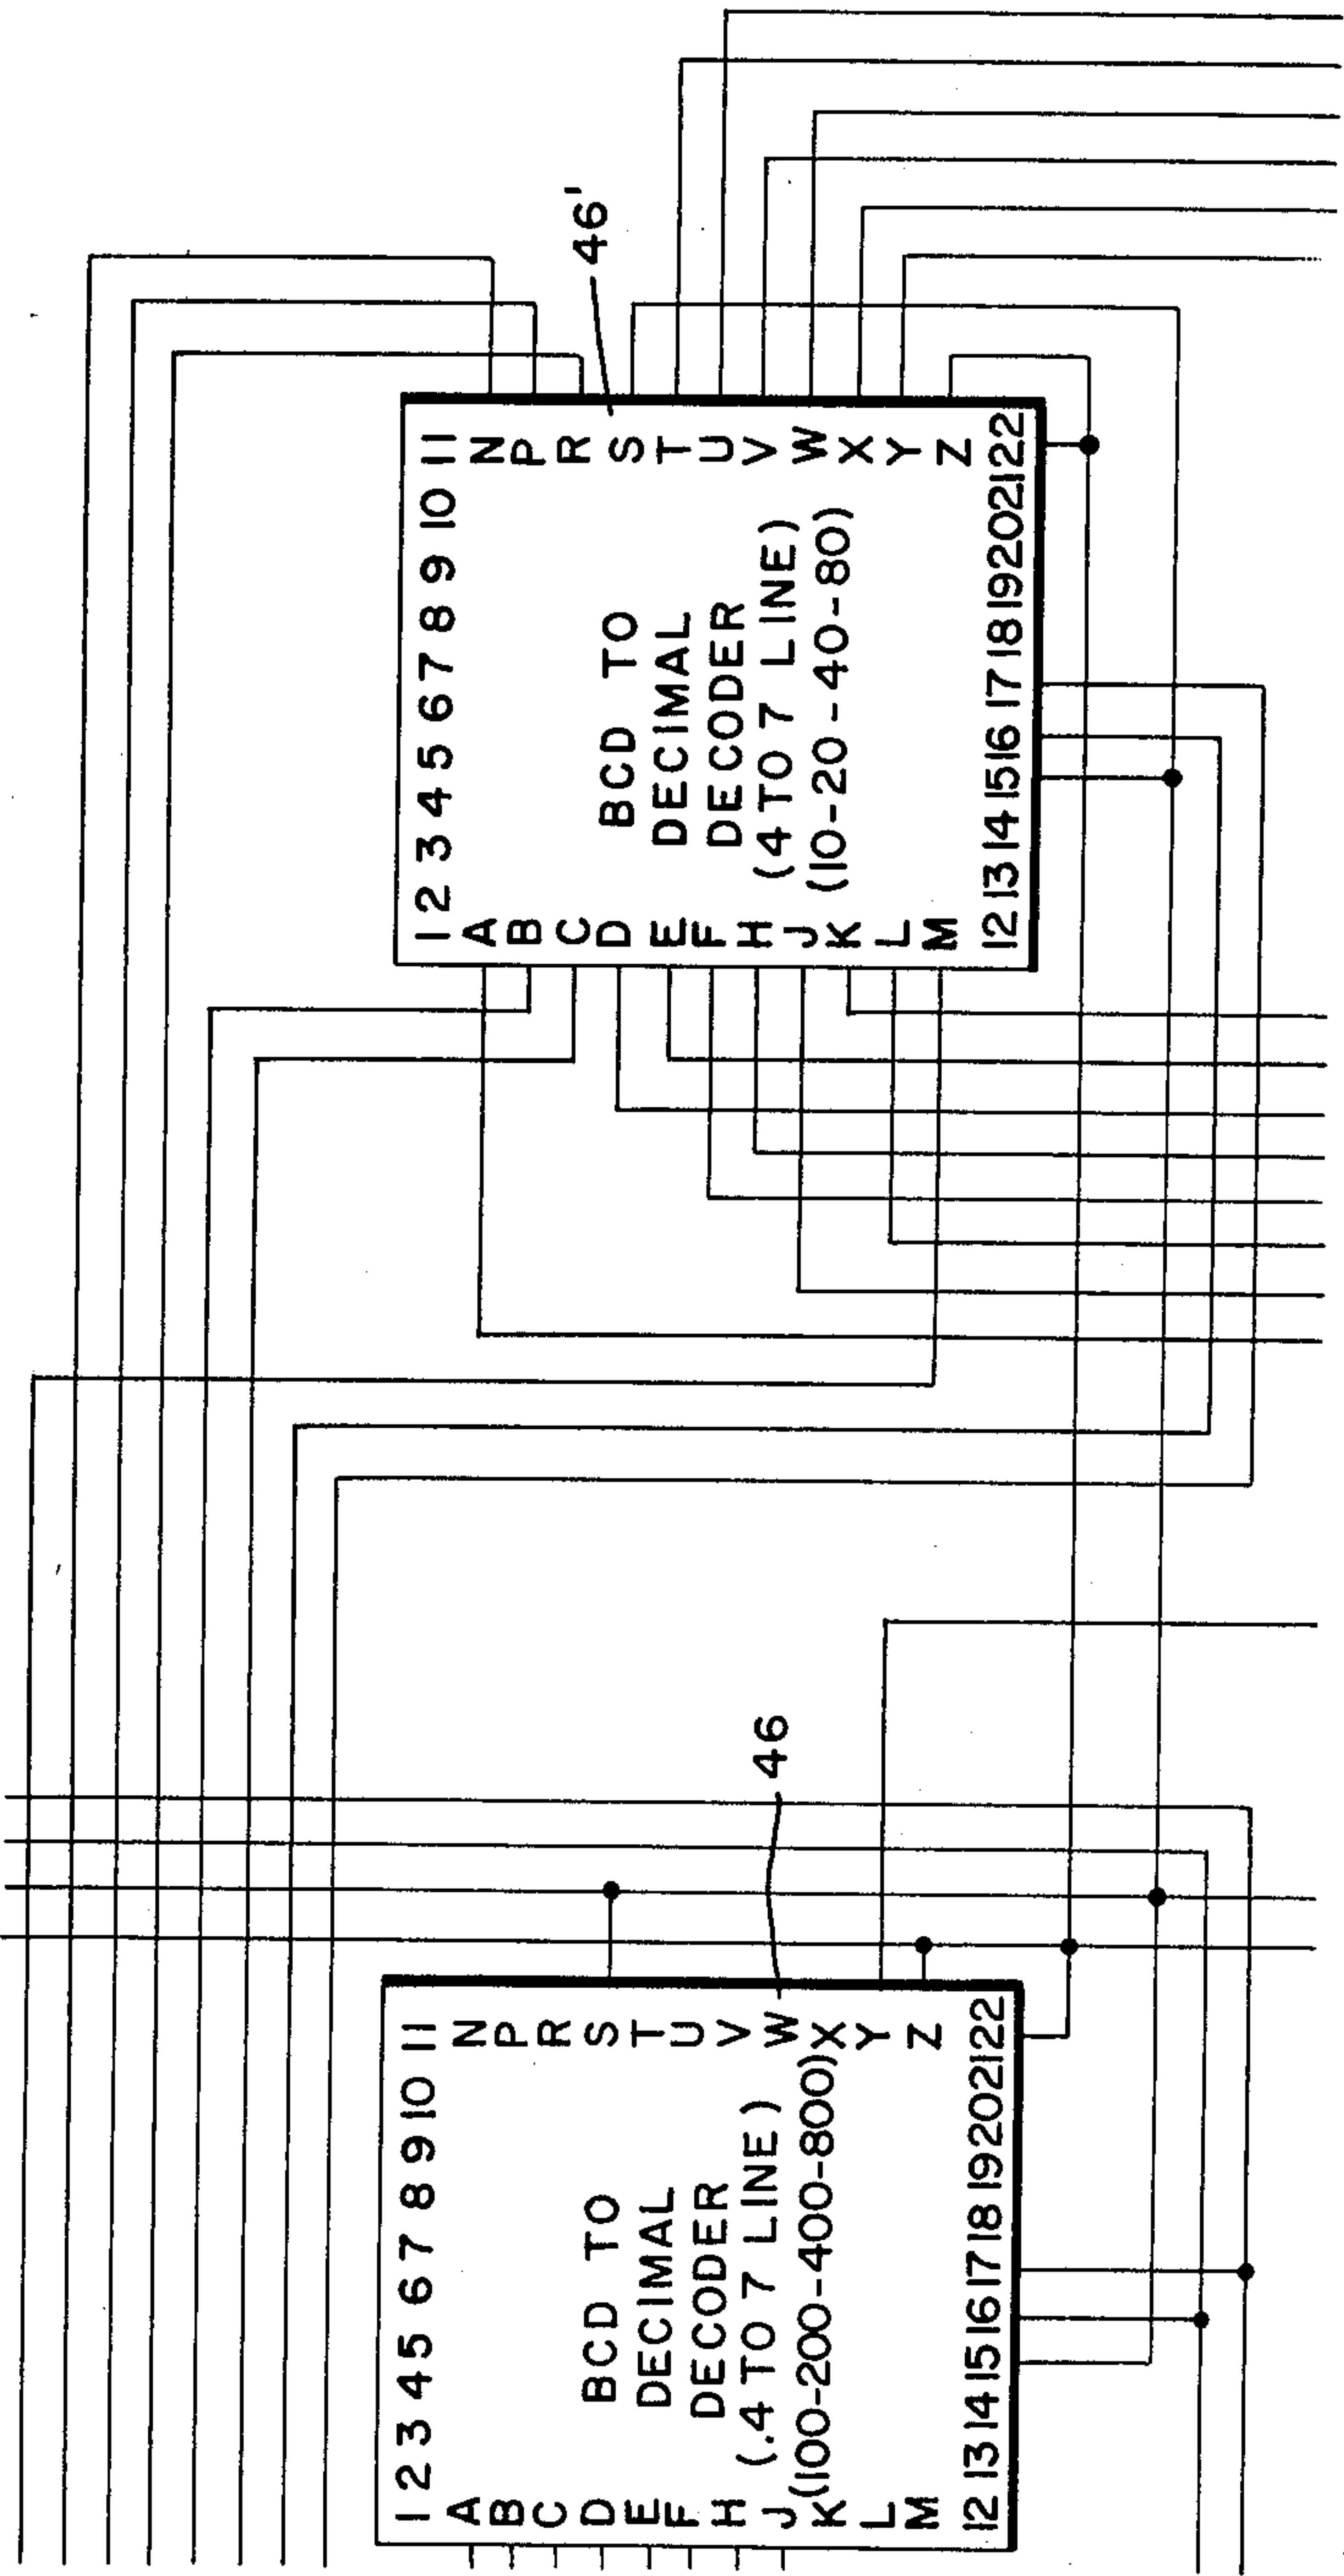 1 2 3 4 5 6 7 8 9 10 11
A N
B P
C R
D BCD TO S
E DECIMAL T
F DECODER U
H (.4 TO 7 LINE) V
J W
K (100-200-400-800) X
L Y
M Z
12 13 14 15 16 17 18 19 20 21 22
46
1 2 3 4 5 6 7 8 9 10 11
A N
B P
C R
D BCD TO S
E DECIMAL T
F DECODER U
H (4 TO 7 LINE) V
J (10-20-40-80) W
K X
L Y
M Z
12 13 14 15 16 17 18 19 20 21 22
46'